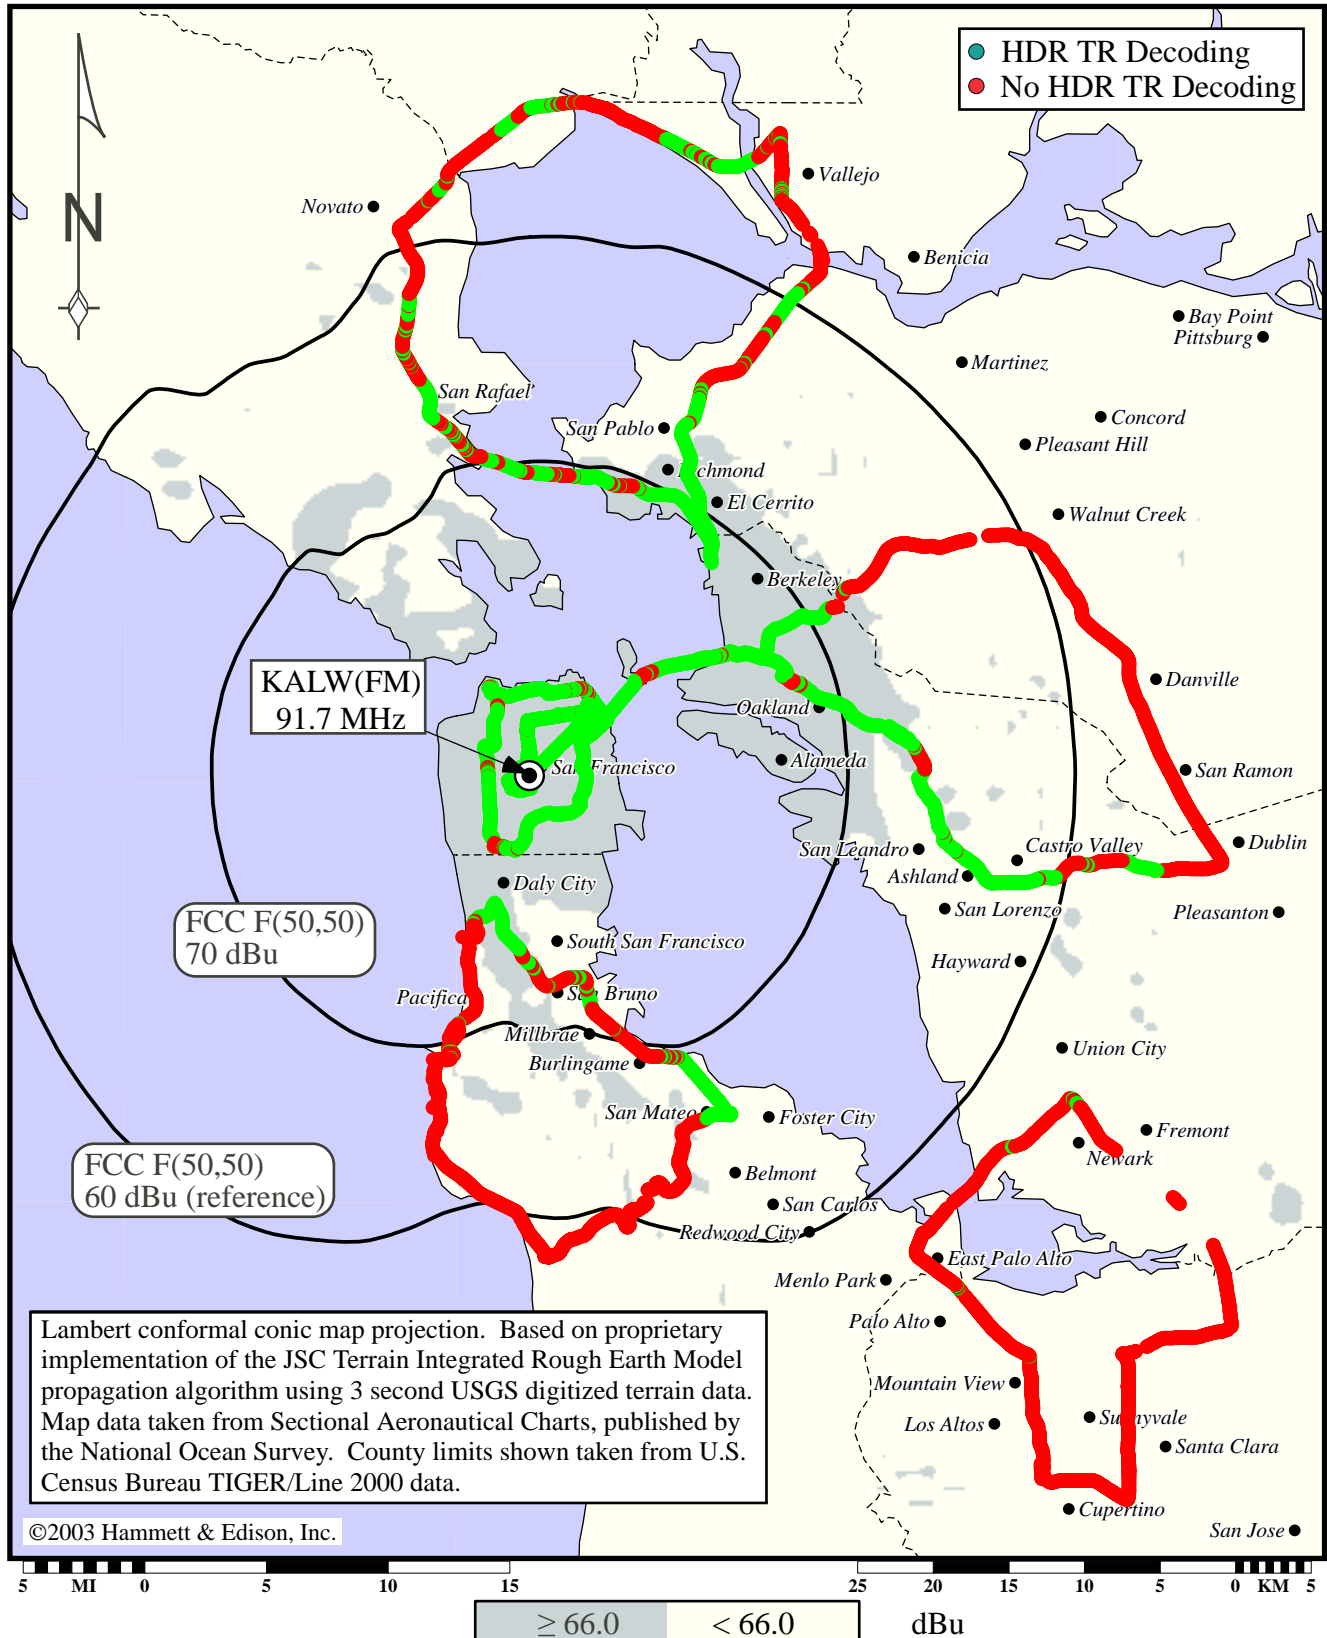 HDR TR Decoding
No HDR TR Decoding
N
Vallejo
Novato
Benicia
Bay Point
Pittsburg
Martinez
San Rafael
Concord
San Pablo
Pleasant Hill
Richmond
El Cerrito
Walnut Creek
Berkeley
KALW(FM)
91.7 MHz
Danville
Oakland
Alameda
San Francisco
San Ramon
San Leandro
Castro Valley
Dublin
Ashland
Daly City
San Lorenzo
Pleasanton
FCC F(50,50)
70 dBu
South San Francisco
Hayward
Pacifica
San Bruno
Millbrae
Union City
Burlingame
San Mateo
Foster City
Fremont
Newark
FCC F(50,50)
60 dBu (reference)
Belmont
San Carlos
Redwood City
East Palo Alto
Menlo Park
Palo Alto
Lambert conformal conic map projection.  Based on proprietary
implementation of the JSC Terrain Integrated Rough Earth Model
propagation algorithm using 3 second USGS digitized terrain data.
Map data taken from Sectional Aeronautical Charts, published by
the National Ocean Survey.  County limits shown taken from U.S.
Census Bureau TIGER/Line 2000 data.
Mountain View
Los Altos
Sunnyvale
Santa Clara
Cupertino
San Jose
©2003 Hammett & Edison, Inc.
5 MI 0 5 10 15
25 20 15 10 5 0 KM 5
≥ 66.0 < 66.0 dBu